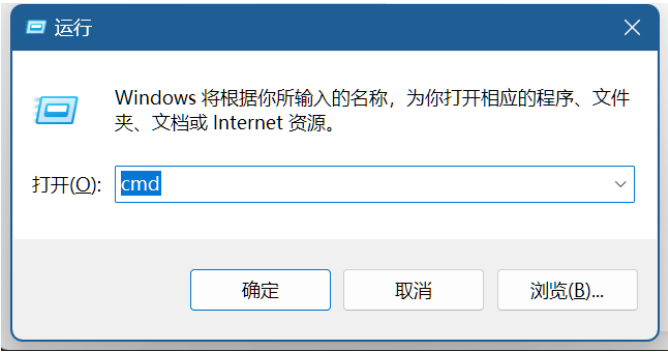 运行
Windows 将根据你所输入的名称，为你打开相应的程序、文件
夹、文档或 Internet 资源。
打开(O):
cmd
确定
取消
浏览(B)...